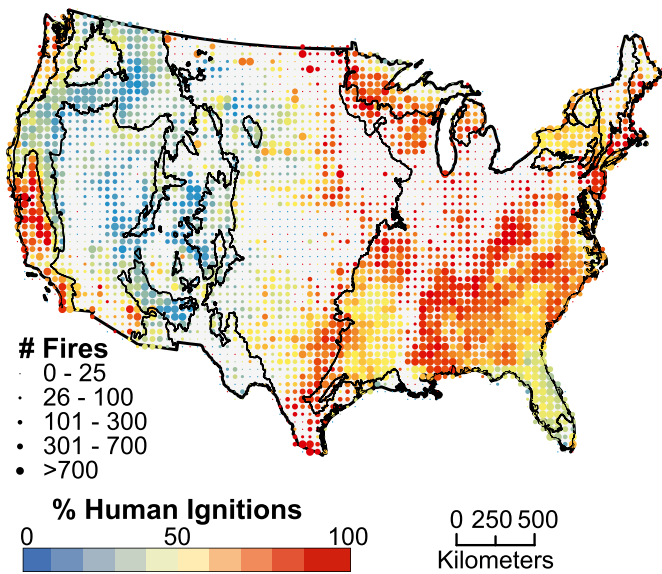 # Fires
0 - 25
26 - 100
101 - 300
301 - 700
>700
% Human Ignitions
0 50 100
0 250 500
Kilometers